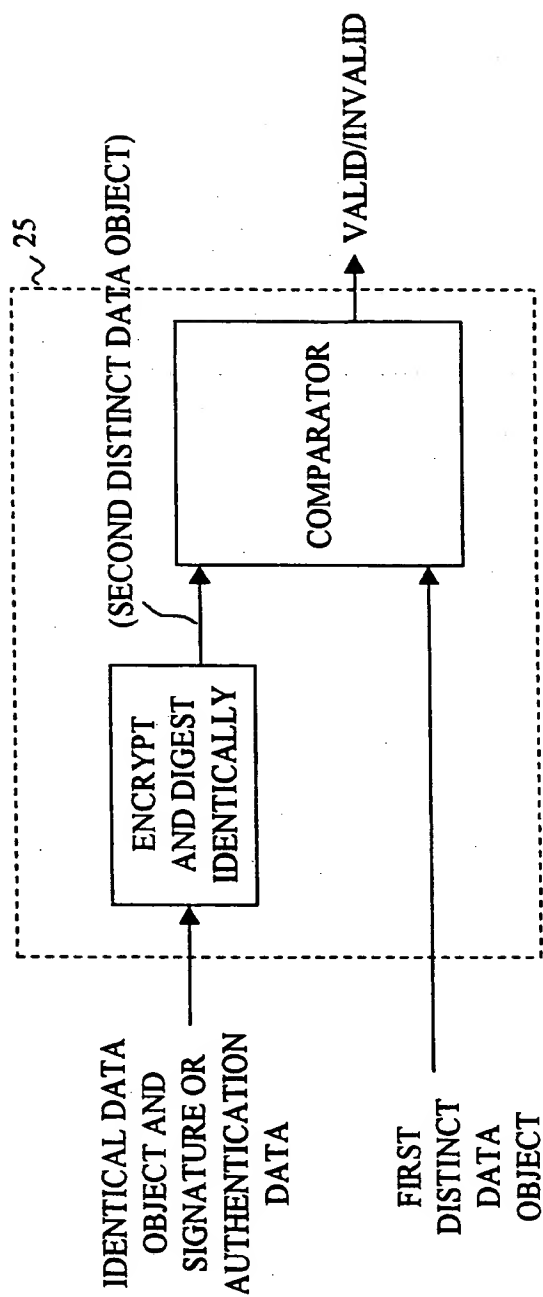 25
(SECOND DISTINCT DATA OBJECT)
IDENTICAL DATA
OBJECT AND
SIGNATURE OR
AUTHENTICATION
DATA
ENCRYPT
AND DIGEST
IDENTICALLY
COMPARATOR
VALID/INVALID
FIRST
DISTINCT
DATA
OBJECT